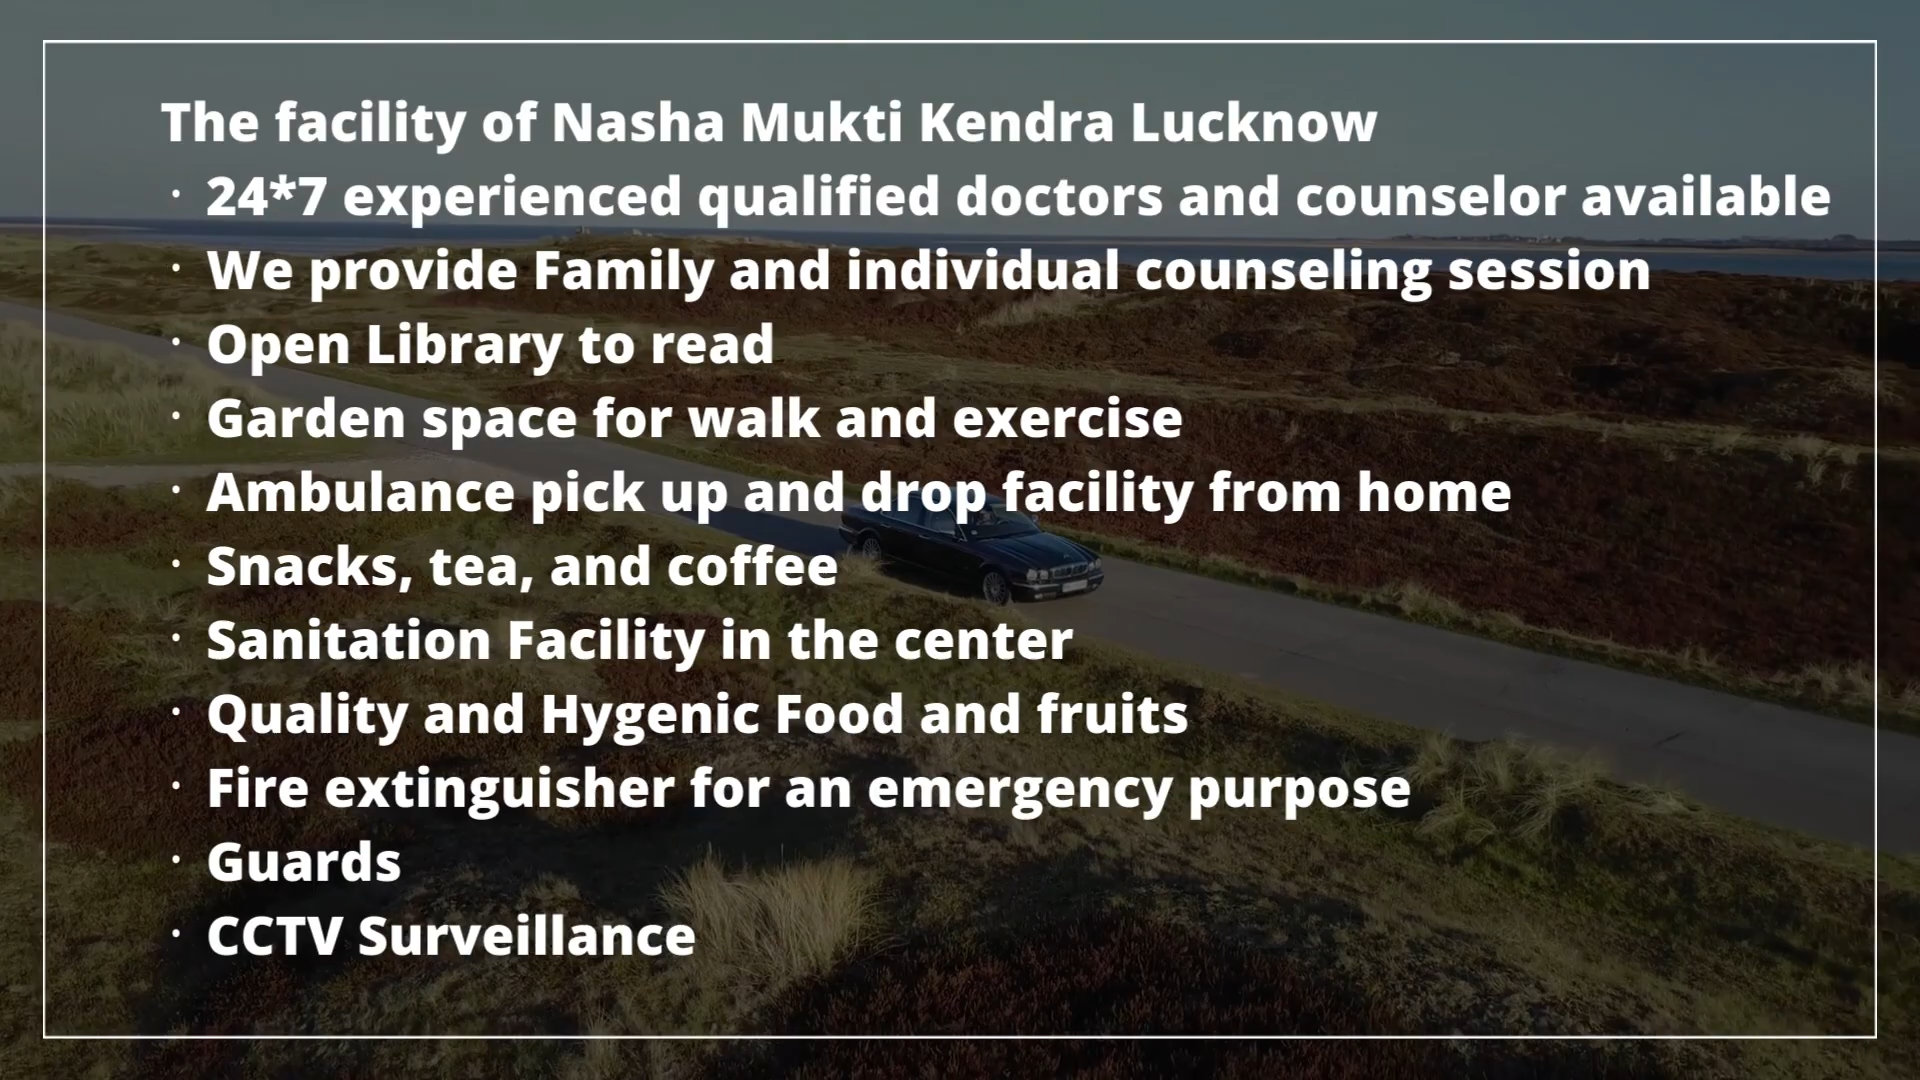 The facility of Nasha Mukti Kendra Lucknow
· 24*7 experienced qualified doctors and counselor available
· We provide Family and individual counseling session
· Open Library to read
· Garden space for walk and exercise
· Ambulance pick up and drop facility from home
· Snacks, tea, and coffee
· Sanitation Facility in the center
· Quality and Hygenic Food and fruits
· Fire extinguisher for an emergency purpose
· Guards
· CCTV Surveillance